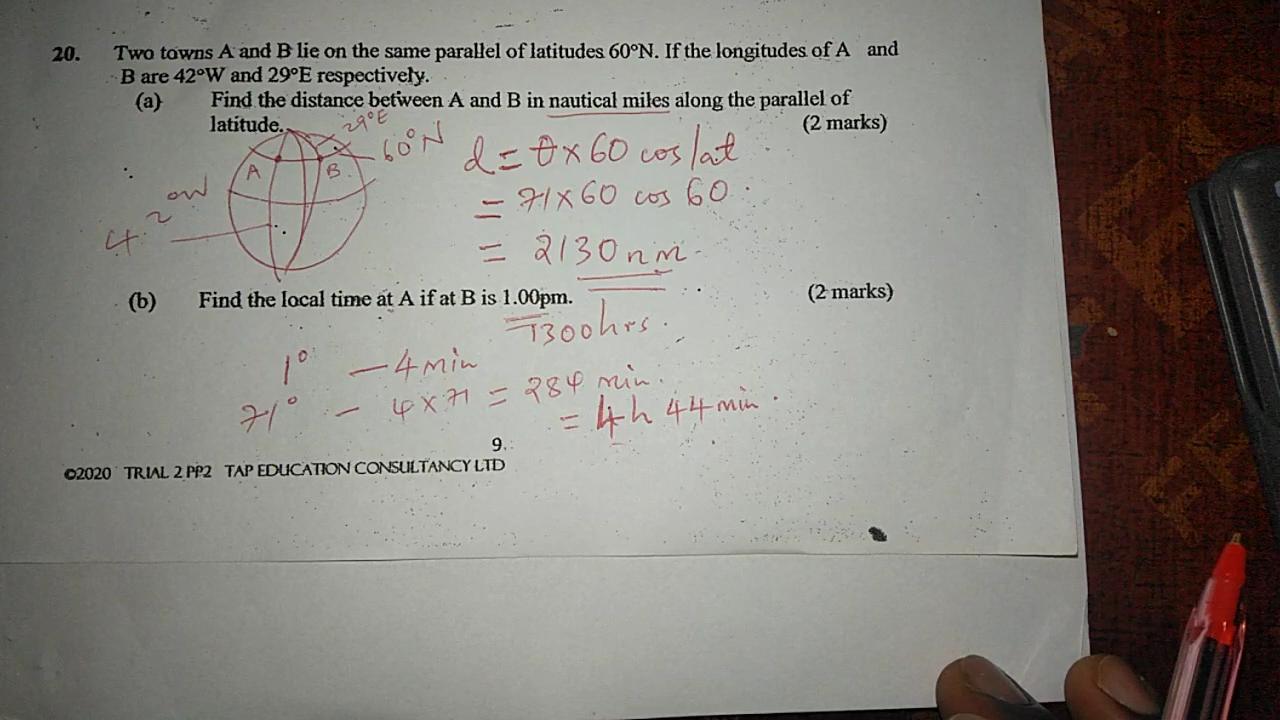 20. Two towns A and B lie on the same parallel of latitudes 60°N. If the longitudes of A and
B are 42°W and 29°E respectively.
(a) Find the distance between A and B in nautical miles along the parallel of
latitude. (2 marks)
29°E
60°N
A B
42°W
d = θ × 60 cos lat
= 71 × 60 cos 60
= 2130 nm
(b) Find the local time at A if at B is 1.00pm. (2 marks)
1300hrs.
1° — 4 min
71° — 4 × 71 = 284 min.
= 4h 44 min.
9.
©2020 TRIAL 2 PP2 TAP EDUCATION CONSULTANCY LTD